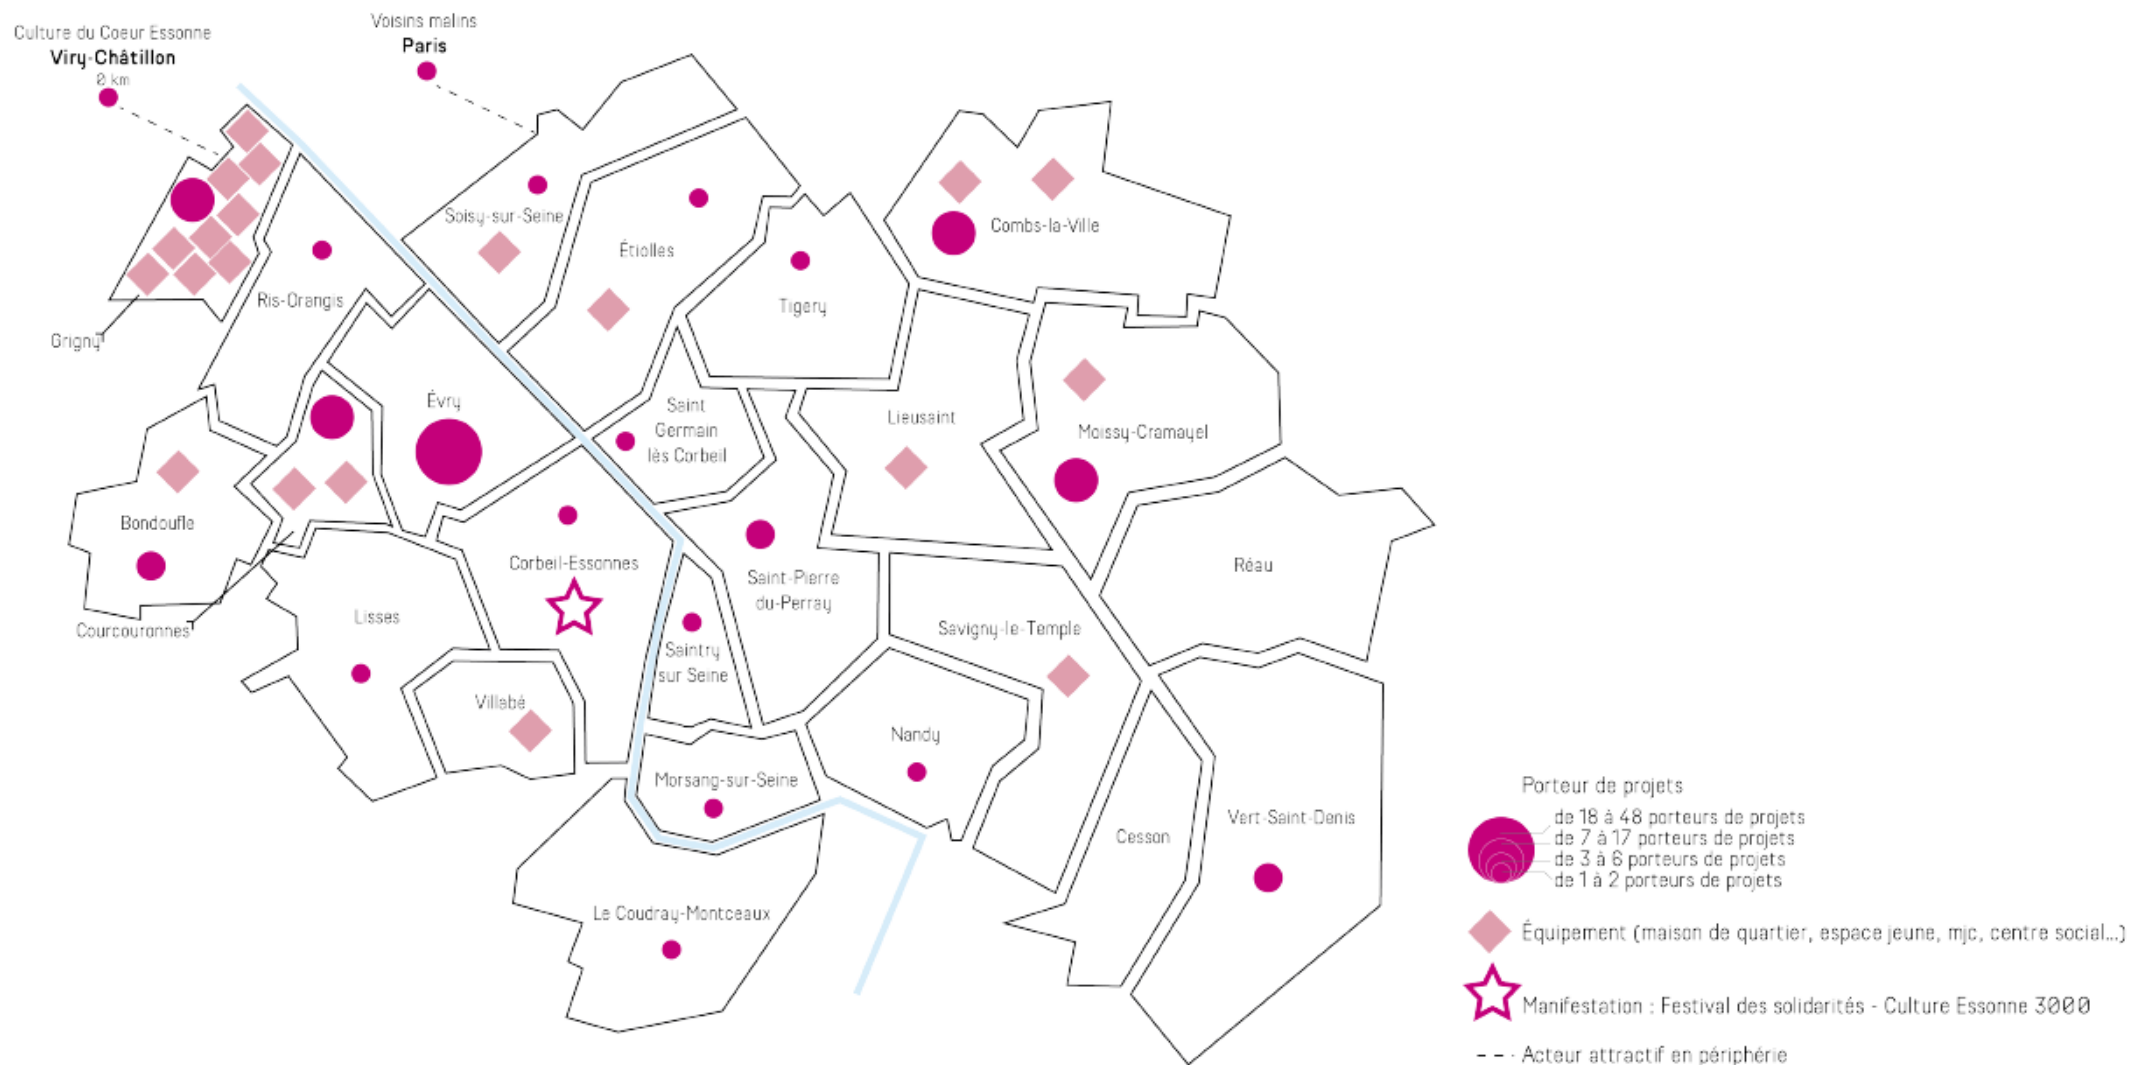 Culture du Coeur Essonne
Viry-Châtillon
0 km
Voisins malins
Paris
Soisy-sur-Seine
Étiolles
Combs-la-Ville
Ris-Orangis
Tigery
Grigny
Évry
Saint
Germain
lès Corbeil
Lieusaint
Moissy-Cramayel
Bondoufle
Corbeil-Essonnes
Saint-Pierre
du-Perray
Réau
Courcouronnes
Lisses
Saintry
sur Seine
Savigny-le-Temple
Villabé
Nandy
Morsang-sur-Seine
Cesson
Vert-Saint-Denis
Le Coudray-Montceaux
Porteur de projets
de 18 à 48 porteurs de projets
de 7 à 17 porteurs de projets
de 3 à 6 porteurs de projets
de 1 à 2 porteurs de projets
Équipement (maison de quartier, espace jeune, mjc, centre social...)
Manifestation : Festival des solidarités - Culture Essonne 3000
Acteur attractif en périphérie